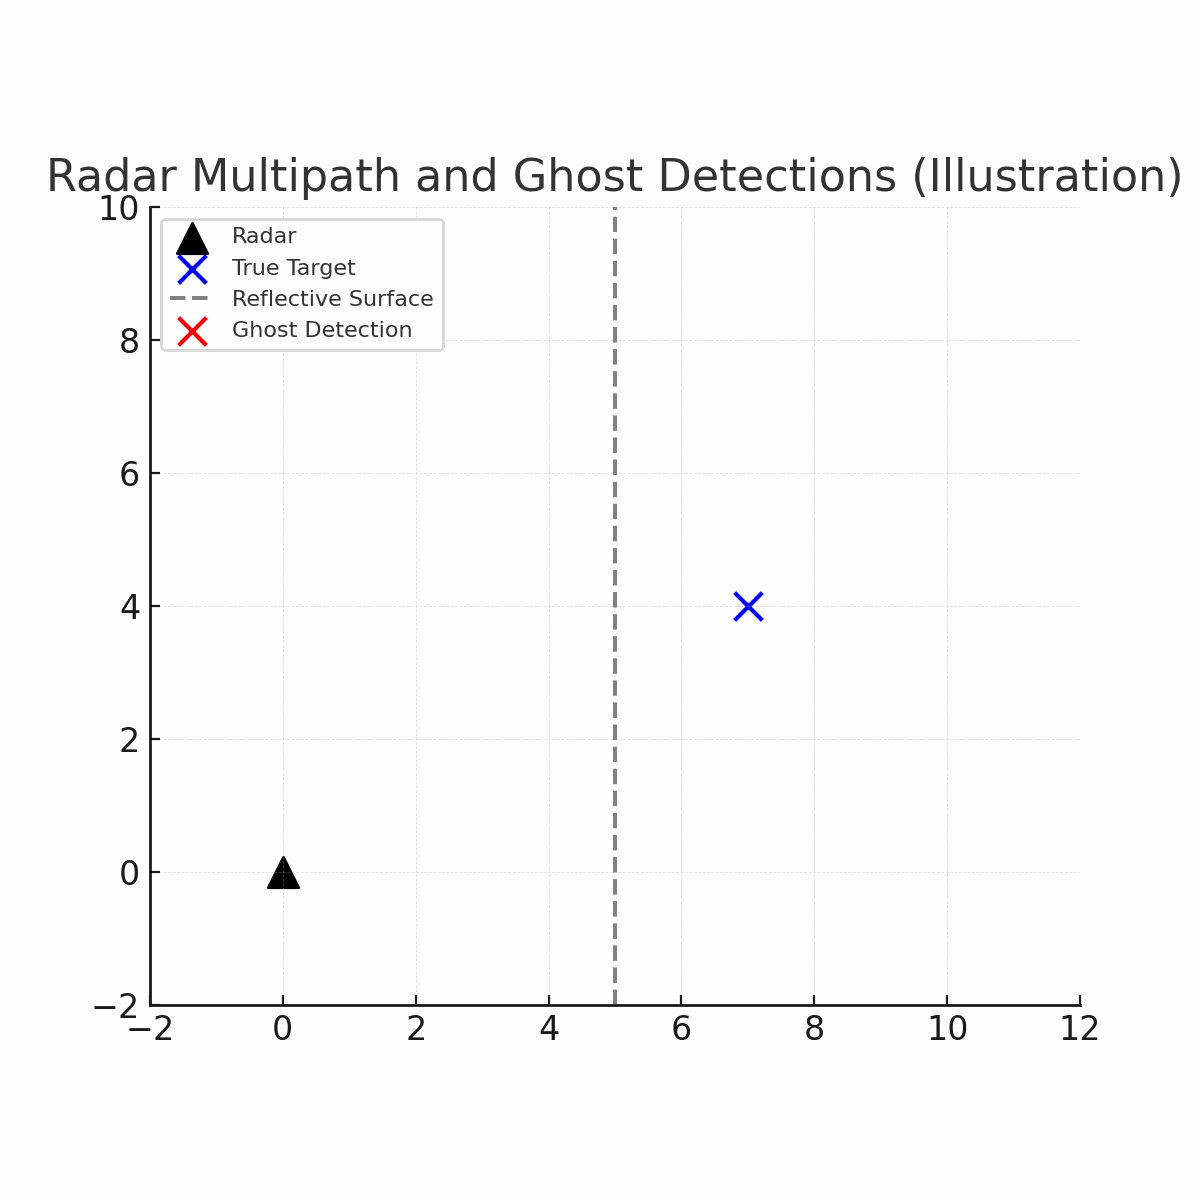 Radar Multipath and Ghost Detections (Illustration)
Radar
True Target
Reflective Surface
Ghost Detection
10
8
6
4
2
0
−2
−2 0 2 4 6 8 10 12